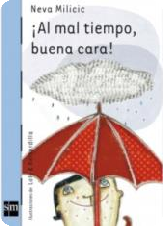 Neva Milicic
¡Al mal tiempo,
buena cara!
Ilustraciones de
sm